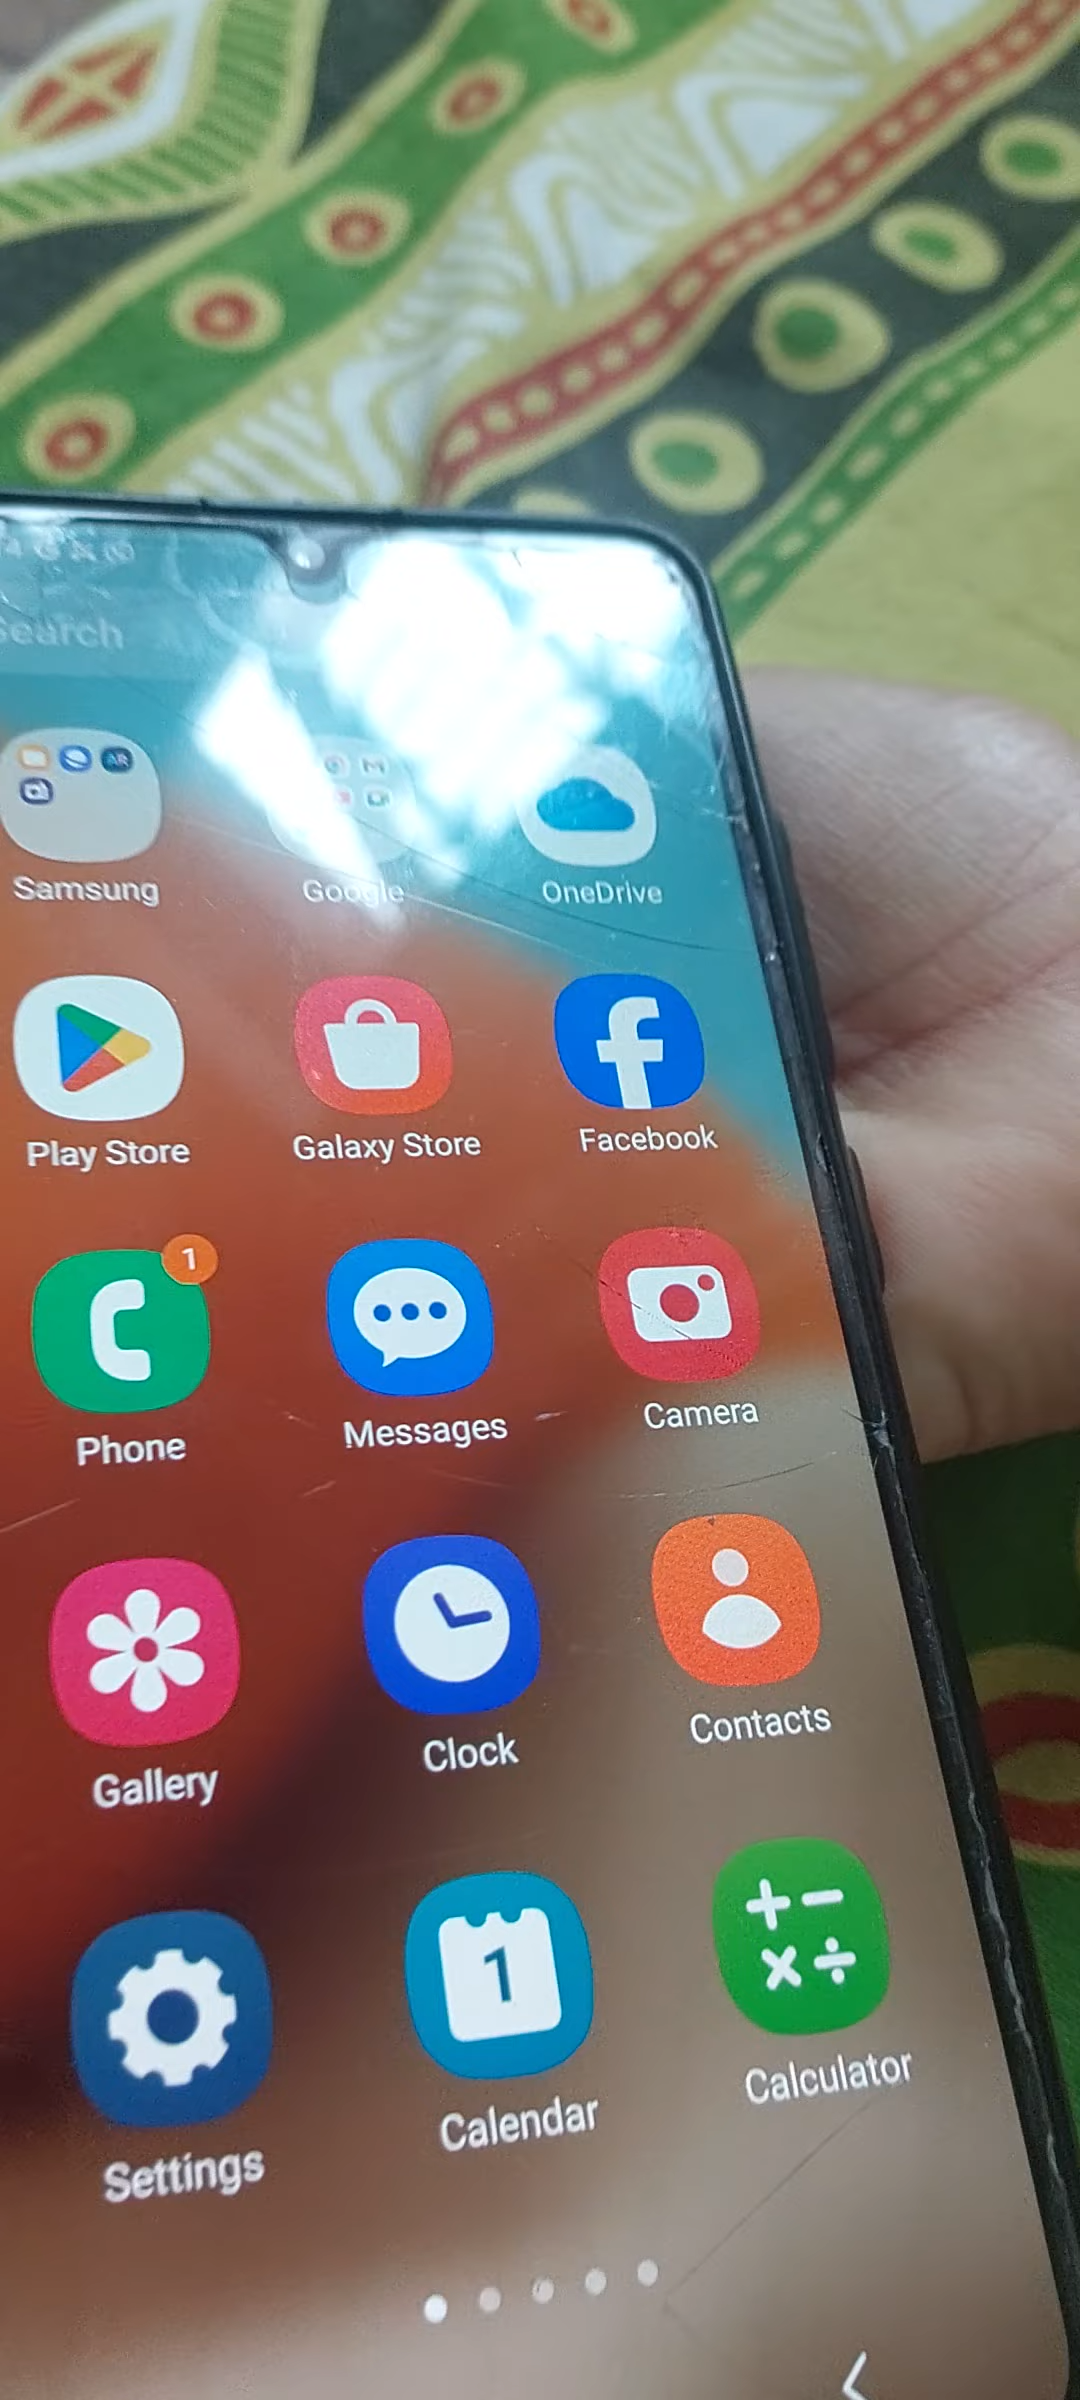 Search
Samsung Google OneDrive
Play Store Galaxy Store Facebook
1
Phone Messages Camera
Gallery Clock Contacts
1
Settings Calendar Calculator